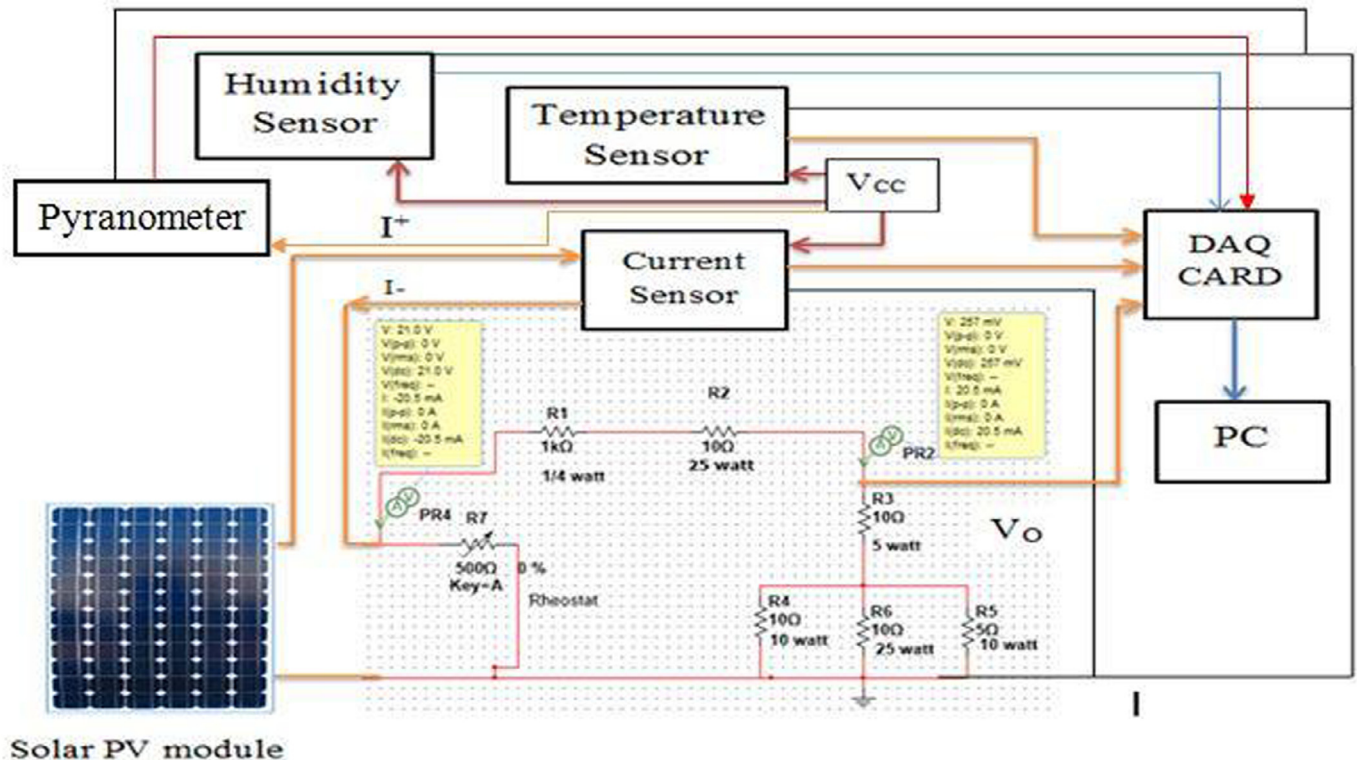 Humidity
Sensor
Temperature
Sensor
Vcc
Pyranometer
I+
DAQ
CARD
Current
Sensor
I-
V: 21.0 V
V(p-p): 0 V
V(rms): 0 V
V(dc): 21.0 V
V(freq): --
I: -20.5 mA
I(p-p): 0 A
I(rms): 0 A
I(dc): -20.5 mA
I(freq): --
V: 257 mV
V(p-p): 0 V
V(rms): 0 V
V(dc): 257 mV
V(freq): --
I: 20.5 mA
I(p-p): 0 A
I(rms): 0 A
I(dc): 20.5 mA
I(freq): --
PC
R1
1kΩ
1/4 watt
R2
10Ω
25 watt
PR2
PR4
R7
500Ω 0 %
Key=A
Rheostat
R3
10Ω
5 watt
Vo
R4
10Ω
10 watt
R6
10Ω
25 watt
R5
5Ω
10 watt
I
Solar PV module